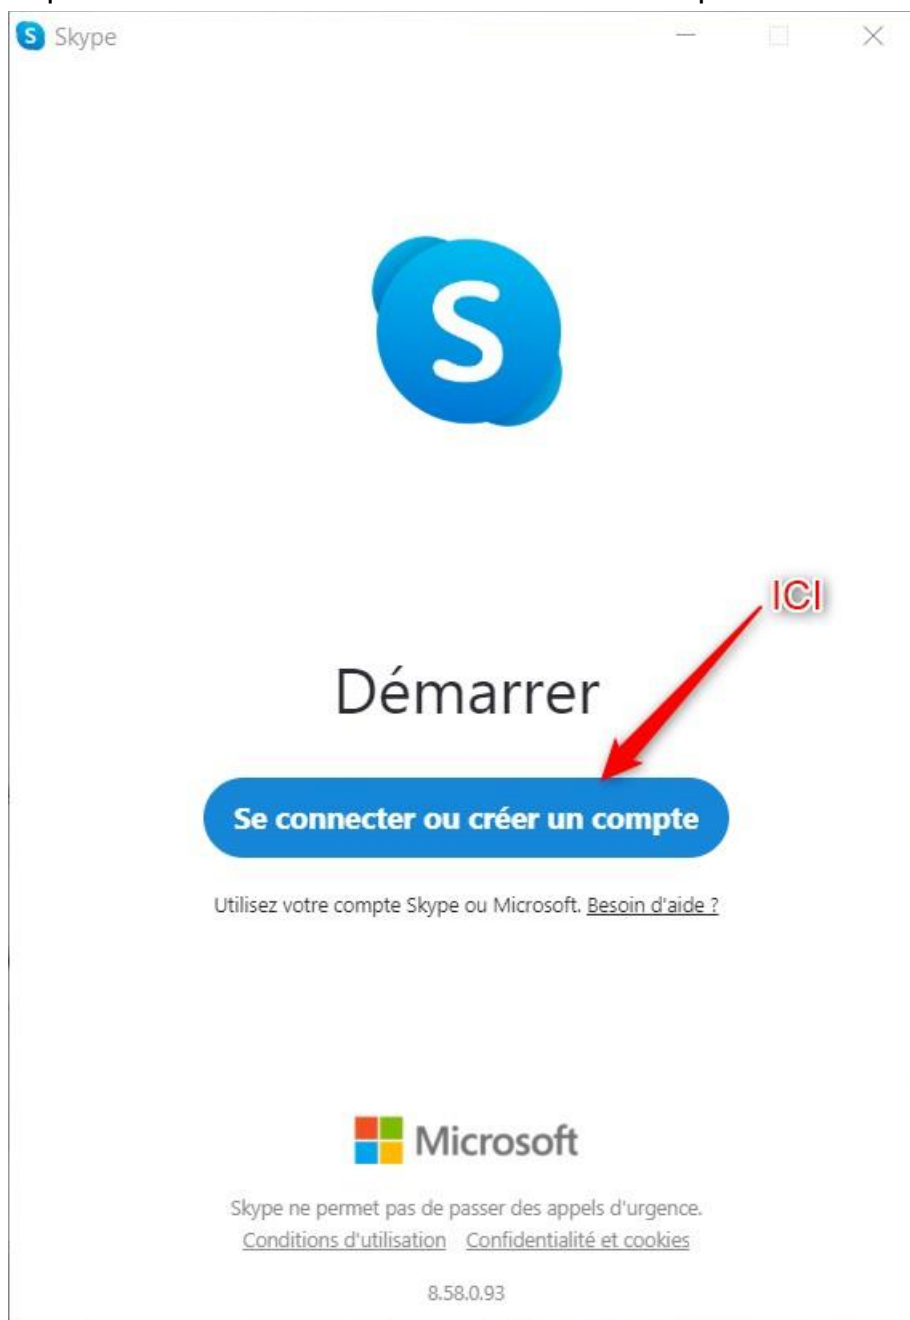 Skype
ICI
Démarrer
Se connecter ou créer un compte
Utilisez votre compte Skype ou Microsoft. Besoin d'aide ?
Microsoft
Skype ne permet pas de passer des appels d'urgence.
Conditions d'utilisation Confidentialité et cookies
8.58.0.93